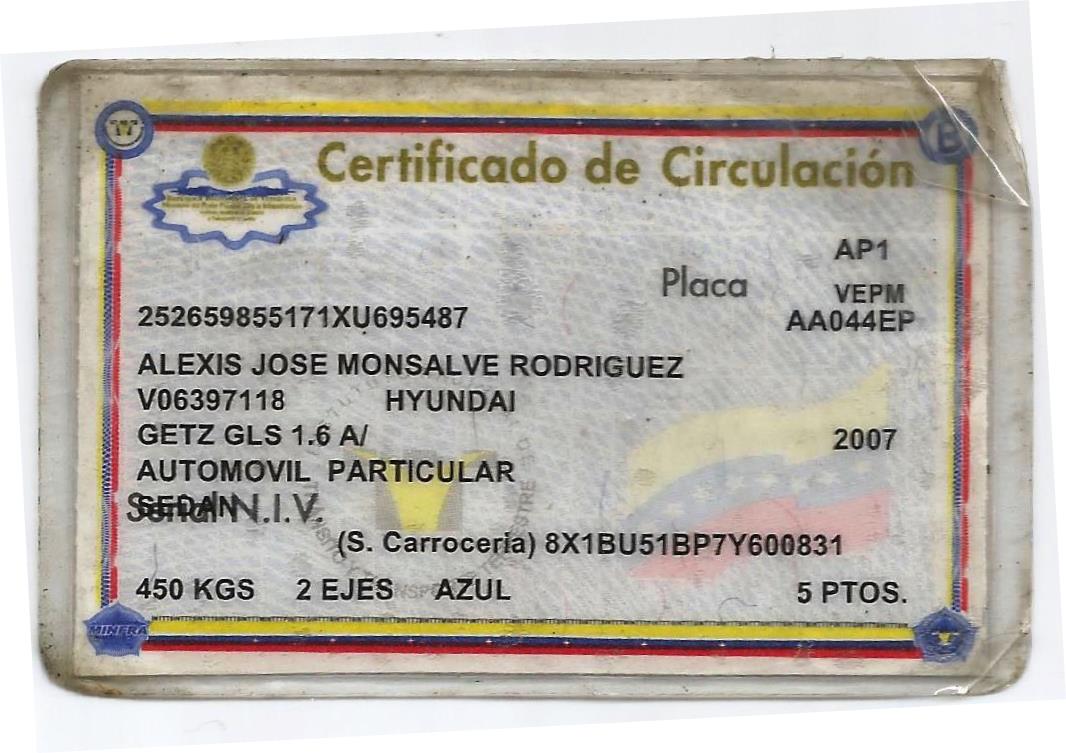 Certificado de Circulación
AP1
Placa VEPM
252659855171XU695487 AA044EP
ALEXIS JOSE MONSALVE RODRIGUEZ
V06397118 HYUNDAI
GETZ GLS 1.6 A/ 2007
AUTOMOVIL PARTICULAR
SEDAN
Serial N.I.V.
(S. Carroceria) 8X1BU51BP7Y600831
450 KGS 2 EJES AZUL 5 PTOS.
MINFRA